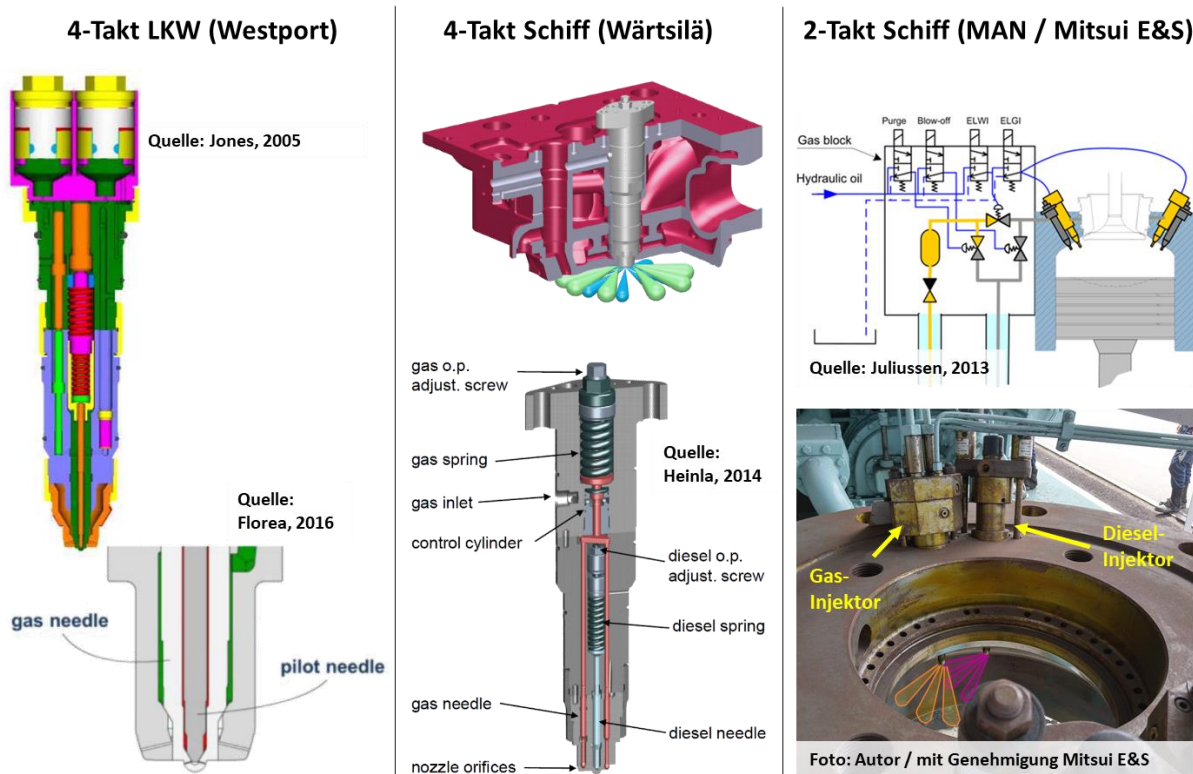 4-Takt LKW (Westport)
Quelle: Jones, 2005
Quelle:
Florea, 2016
gas needle
pilot needle
4-Takt Schiff (Wärtsilä)
gas o.p.
adjust. screw
gas spring
Quelle:
Heinla, 2014
gas inlet
control cylinder
diesel o.p.
adjust. screw
diesel spring
gas needle
diesel needle
nozzle orifices
2-Takt Schiff (MAN / Mitsui E&S)
Purge Blow-off ELWI ELGI
Gas block
Hydraulic oil
Quelle: Juliussen, 2013
Diesel-
Injektor
Gas-
Injektor
Foto: Autor / mit Genehmigung Mitsui E&S